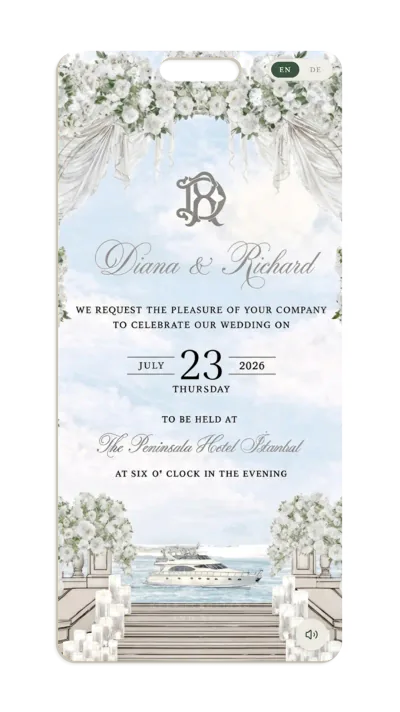 EN DE
DR
Diana & Richard
WE REQUEST THE PLEASURE OF YOUR COMPANY
TO CELEBRATE OUR WEDDING ON
JULY 23 2026
THURSDAY
TO BE HELD AT
The Peninsula Hotel İstanbul
AT SIX O' CLOCK IN THE EVENING